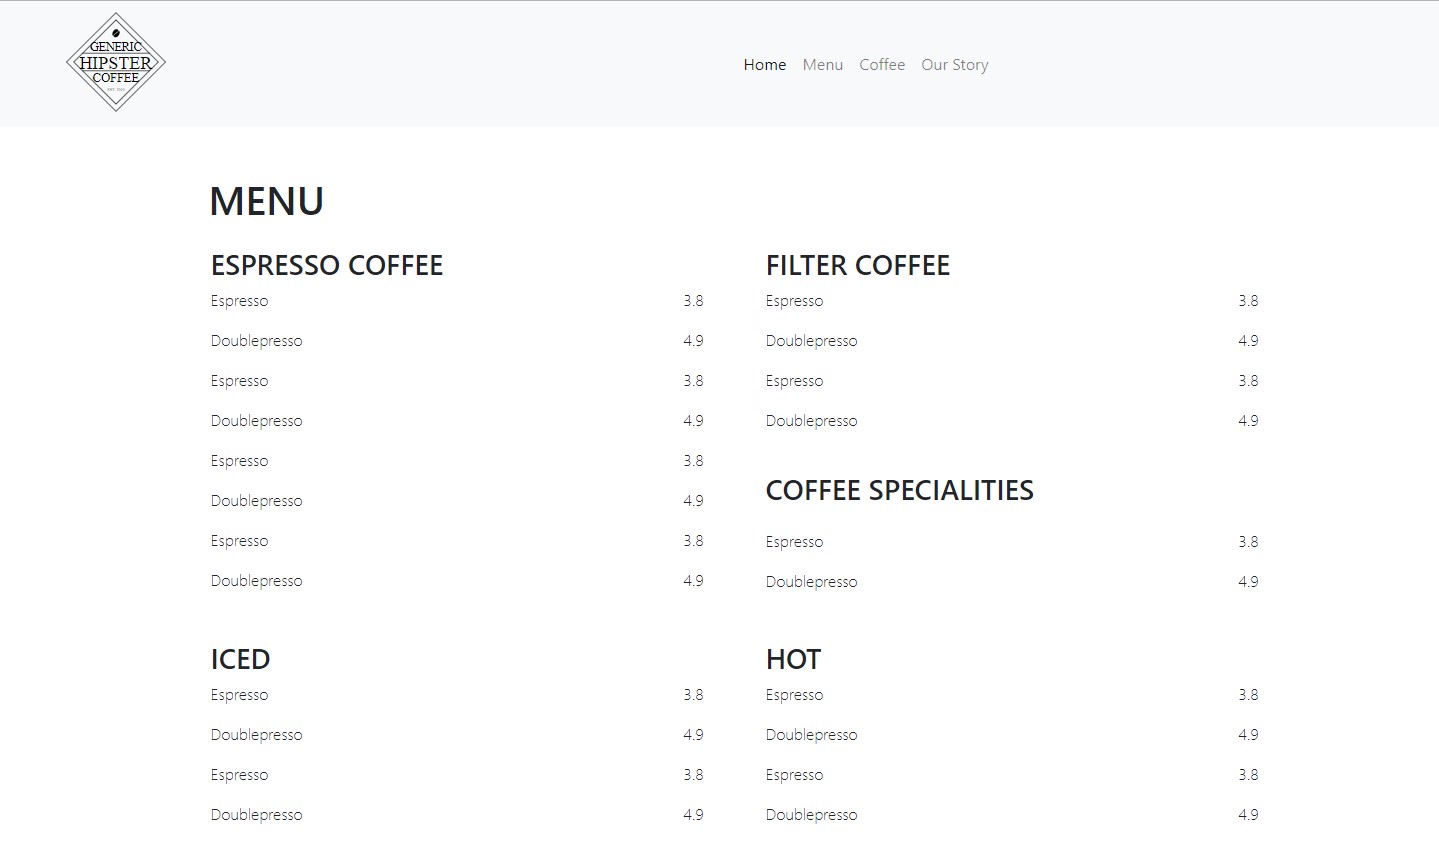 GENERIC
HIPSTER
COFFEE
Home Menu Coffee Our Story
MENU
ESPRESSO COFFEE
Espresso 3.8
Doublepresso 4.9
Espresso 3.8
Doublepresso 4.9
Espresso 3.8
Doublepresso 4.9
Espresso 3.8
Doublepresso 4.9
FILTER COFFEE
Espresso 3.8
Doublepresso 4.9
Espresso 3.8
Doublepresso 4.9
COFFEE SPECIALITIES
Espresso 3.8
Doublepresso 4.9
ICED
Espresso 3.8
Doublepresso 4.9
Espresso 3.8
Doublepresso 4.9
HOT
Espresso 3.8
Doublepresso 4.9
Espresso 3.8
Doublepresso 4.9